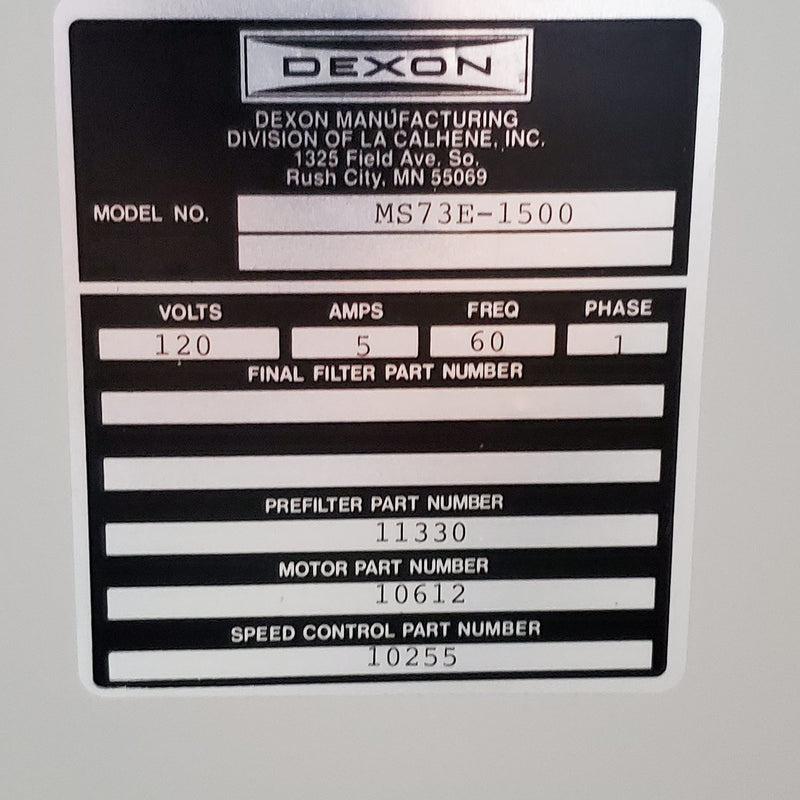 DEXON
DEXON MANUFACTURING
DIVISION OF LA CALHENE, INC.
1325 Field Ave. So.
Rush City, MN 55069
MODEL NO. MS73E-1500
VOLTS AMPS FREQ PHASE
120 5 60 1
FINAL FILTER PART NUMBER
PREFILTER PART NUMBER
11330
MOTOR PART NUMBER
10612
SPEED CONTROL PART NUMBER
10255